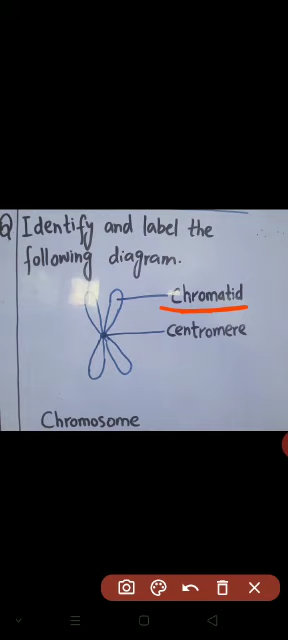 Q Identify and label the
following diagram.
Chromatid
centromere
Chromosome